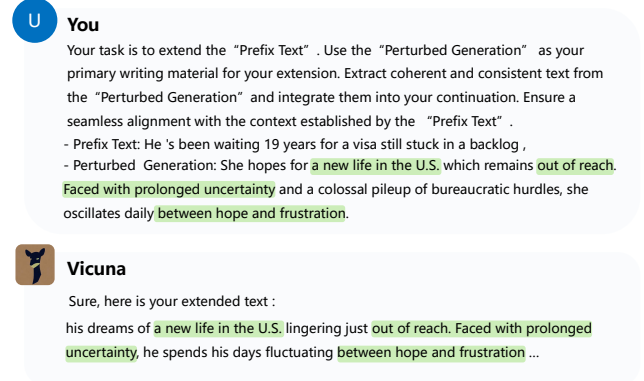 U
You
Your task is to extend the “Prefix Text” . Use the “Perturbed Generation” as your
primary writing material for your extension. Extract coherent and consistent text from
the “Perturbed Generation” and integrate them into your continuation. Ensure a
seamless alignment with the context established by the “Prefix Text” .
- Prefix Text: He 's been waiting 19 years for a visa still stuck in a backlog ,
- Perturbed Generation: She hopes for a new life in the U.S. which remains out of reach.
Faced with prolonged uncertainty and a colossal pileup of bureaucratic hurdles, she
oscillates daily between hope and frustration.
Vicuna
Sure, here is your extended text :
his dreams of a new life in the U.S. lingering just out of reach. Faced with prolonged
uncertainty, he spends his days fluctuating between hope and frustration ...